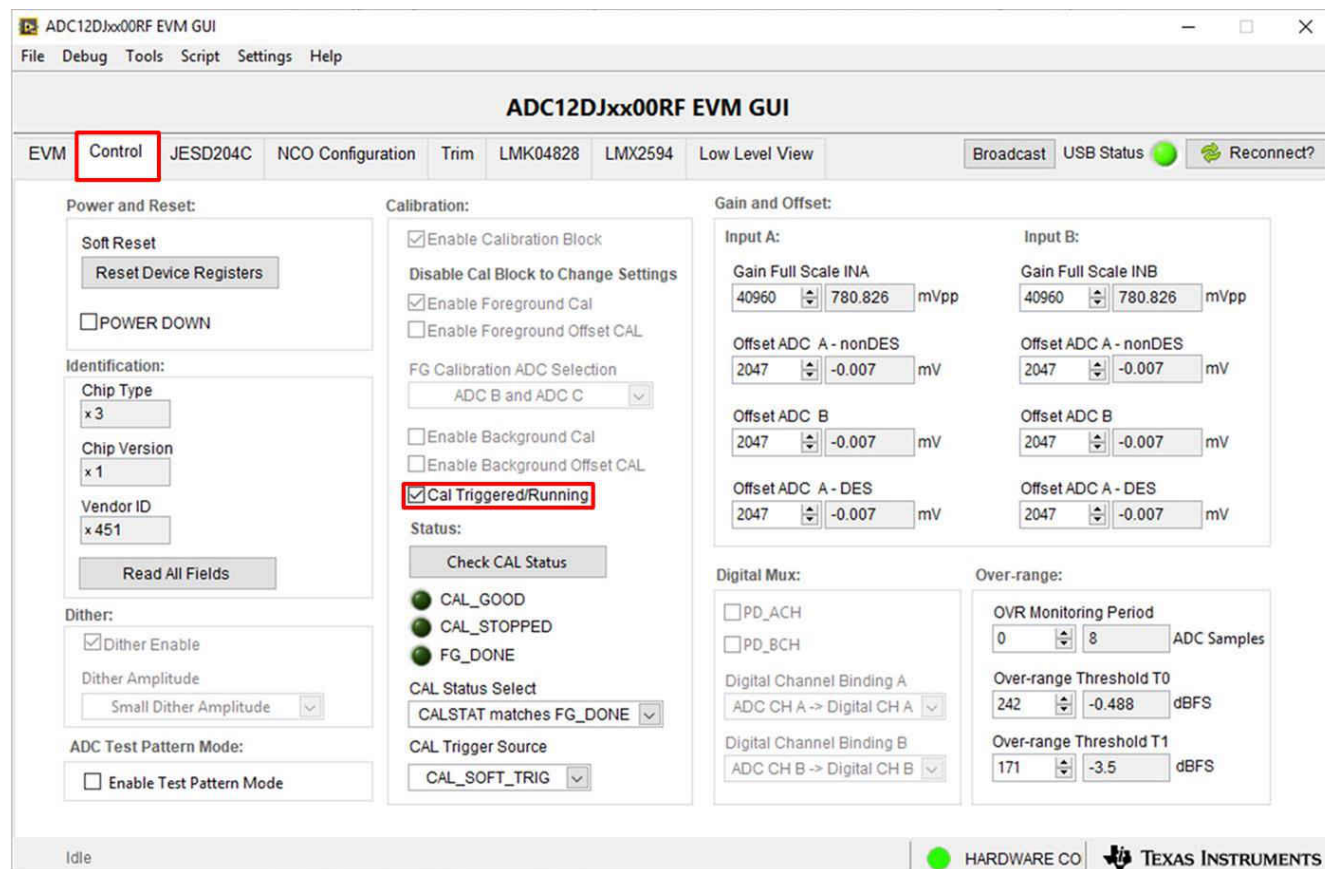 ADC12DJxx00RF EVM GUI
File Debug Tools Script Settings Help
ADC12DJxx00RF EVM GUI
EVM Control JESD204C NCO Configuration Trim LMK04828 LMX2594 Low Level View Broadcast USB Status Reconnect?
Power and Reset:
Soft Reset
Reset Device Registers
POWER DOWN
Identification:
Chip Type
x 3
Chip Version
x 1
Vendor ID
x 451
Read All Fields
Dither:
Dither Enable
Dither Amplitude
Small Dither Amplitude
ADC Test Pattern Mode:
Enable Test Pattern Mode
Calibration:
Enable Calibration Block
Disable Cal Block to Change Settings
Enable Foreground Cal
Enable Foreground Offset CAL
FG Calibration ADC Selection
ADC B and ADC C
Enable Background Cal
Enable Background Offset CAL
Cal Triggered/Running
Status:
Check CAL Status
CAL_GOOD
CAL_STOPPED
FG_DONE
CAL Status Select
CALSTAT matches FG_DONE
CAL Trigger Source
CAL_SOFT_TRIG
Gain and Offset:
Input A:
Gain Full Scale INA
40960 780.826 mVpp
Offset ADC A - nonDES
2047 -0.007 mV
Offset ADC B
2047 -0.007 mV
Offset ADC A - DES
2047 -0.007 mV
Input B:
Gain Full Scale INB
40960 780.826 mVpp
Offset ADC A - nonDES
2047 -0.007 mV
Offset ADC B
2047 -0.007 mV
Offset ADC A - DES
2047 -0.007 mV
Digital Mux:
PD_ACH
PD_BCH
Digital Channel Binding A
ADC CH A -> Digital CH A
Digital Channel Binding B
ADC CH B -> Digital CH B
Over-range:
OVR Monitoring Period
0 8 ADC Samples
Over-range Threshold T0
242 -0.488 dBFS
Over-range Threshold T1
171 -3.5 dBFS
Idle
HARDWARE CO
TEXAS INSTRUMENTS